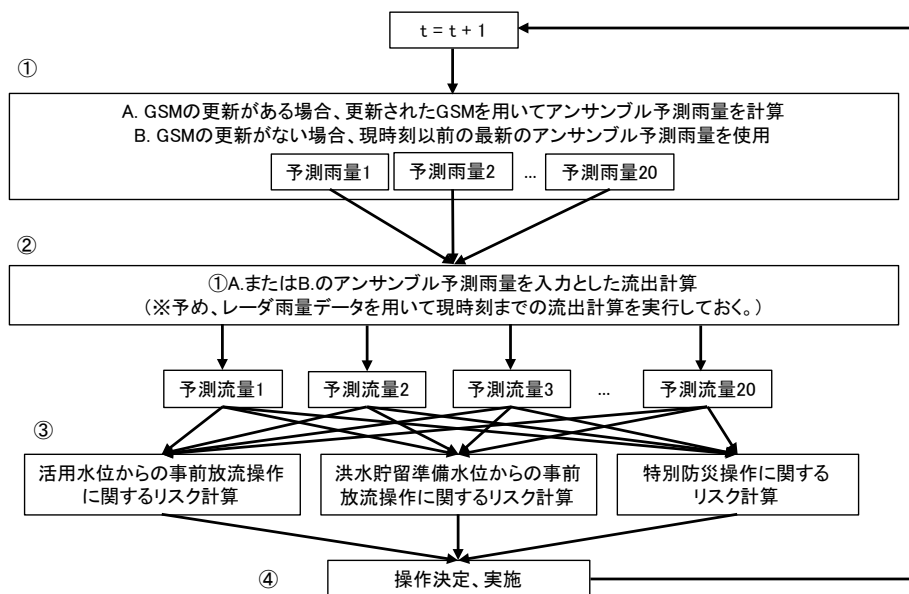 t = t + 1
①
A. GSMの更新がある場合、更新されたGSMを用いてアンサンブル予測雨量を計算
B. GSMの更新がない場合、現時刻以前の最新のアンサンブル予測雨量を使用
予測雨量1 予測雨量2 ... 予測雨量20
②
①A.またはB.のアンサンブル予測雨量を入力とした流出計算
(※予め、レーダ雨量データを用いて現時刻までの流出計算を実行しておく。)
予測流量1 予測流量2 予測流量3 ... 予測流量20
③
活用水位からの事前放流操作
に関するリスク計算
洪水貯留準備水位からの事前
放流操作に関するリスク計算
特別防災操作に関する
リスク計算
④
操作決定、実施